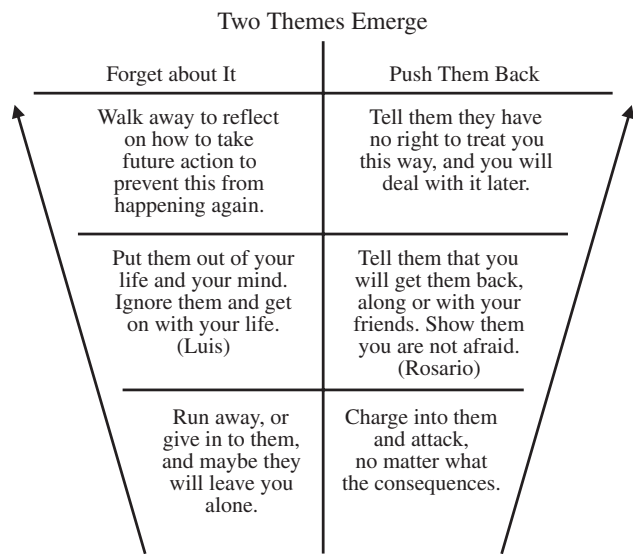 Two Themes Emerge
Forget about It
Push Them Back
Walk away to reflect
on how to take
future action to
prevent this from
happening again.
Tell them they have
no right to treat you
this way, and you will
deal with it later.
Put them out of your
life and your mind.
Ignore them and get
on with your life.
(Luis)
Tell them that you
will get them back,
along or with your
friends. Show them
you are not afraid.
(Rosario)
Run away, or
give in to them,
and maybe they
will leave you
alone.
Charge into them
and attack,
no matter what
the consequences.